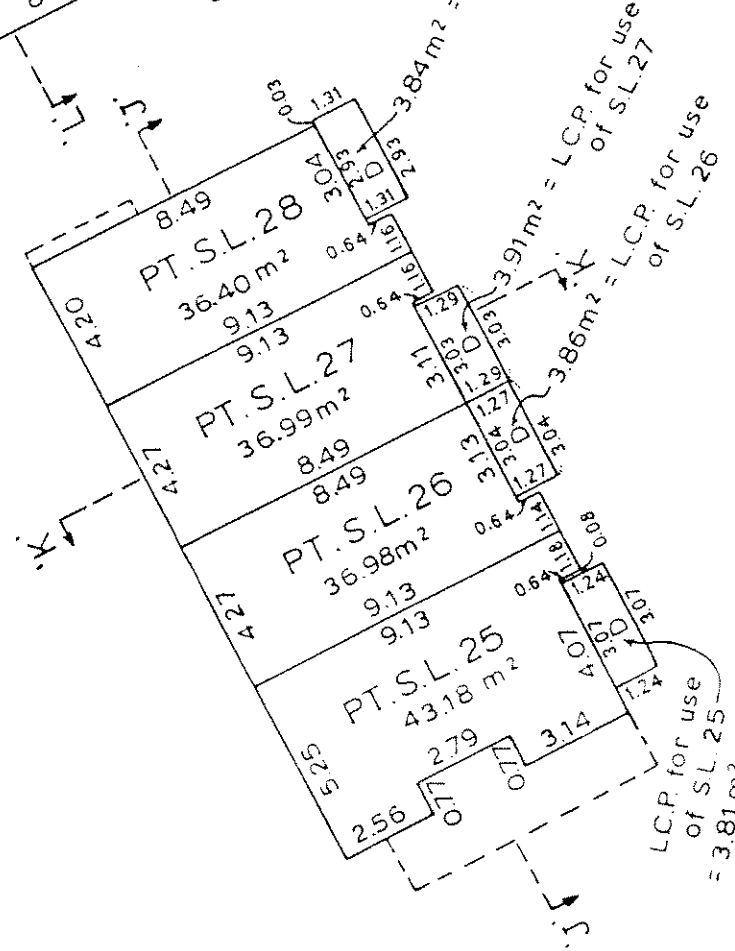 'L'
'J'
0.03
1.31
3.84m² =
8.49
3.04
2.93
D
2.93
1.31
PT. S.L. 28
36.40 m²
0.64
1.16
4.20
9.13
9.13
1.16
0.64
3.91m² = L.C.P. for use
of S.L. 27
1.29
3.03
D
3.03
1.29
3.11
'K'
PT. S.L. 27
36.99m²
4.27
8.49
8.49
1.27
3.04
D
3.04
1.27
3.13
3.86m² = L.C.P. for use
of S.L. 26
'K'
PT. S.L. 26
36.98m²
0.64
1.14
4.27
9.13
9.13
1.18
0.08
0.64
1.24
3.07
D
3.07
1.24
4.07
PT. S.L. 25
43.18 m²
5.25
2.79
0.77
0.77
3.14
2.56
L.C.P. for use
of S.L. 25
= 3.81m²
'J'